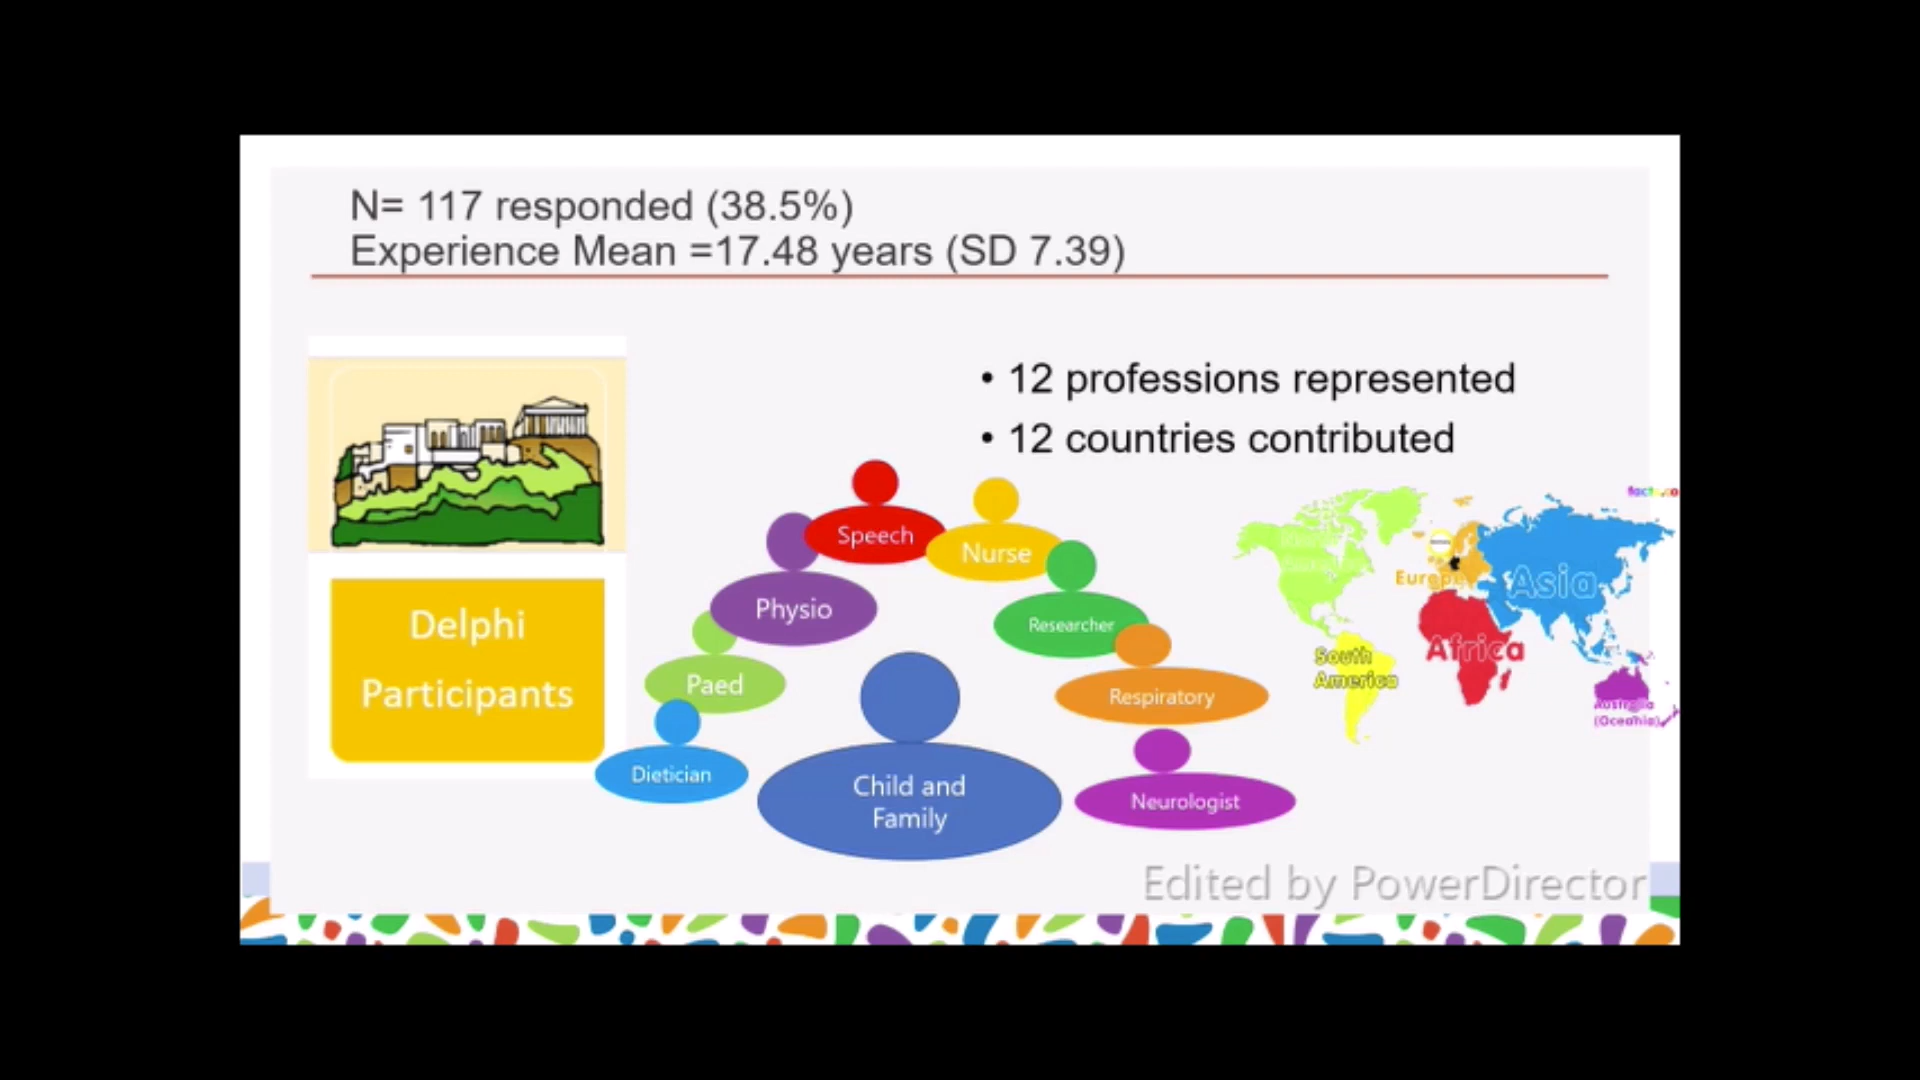 N= 117 responded (38.5%)
Experience Mean =17.48 years (SD 7.39)
• 12 professions represented
• 12 countries contributed
Delphi
Participants
Speech
Nurse
Physio
Researcher
Paed
Respiratory
Dietician
Child and
Family
Neurologist
Europe
Asia
Africa
South
America
Australia
(Oceania)
Edited by PowerDirector